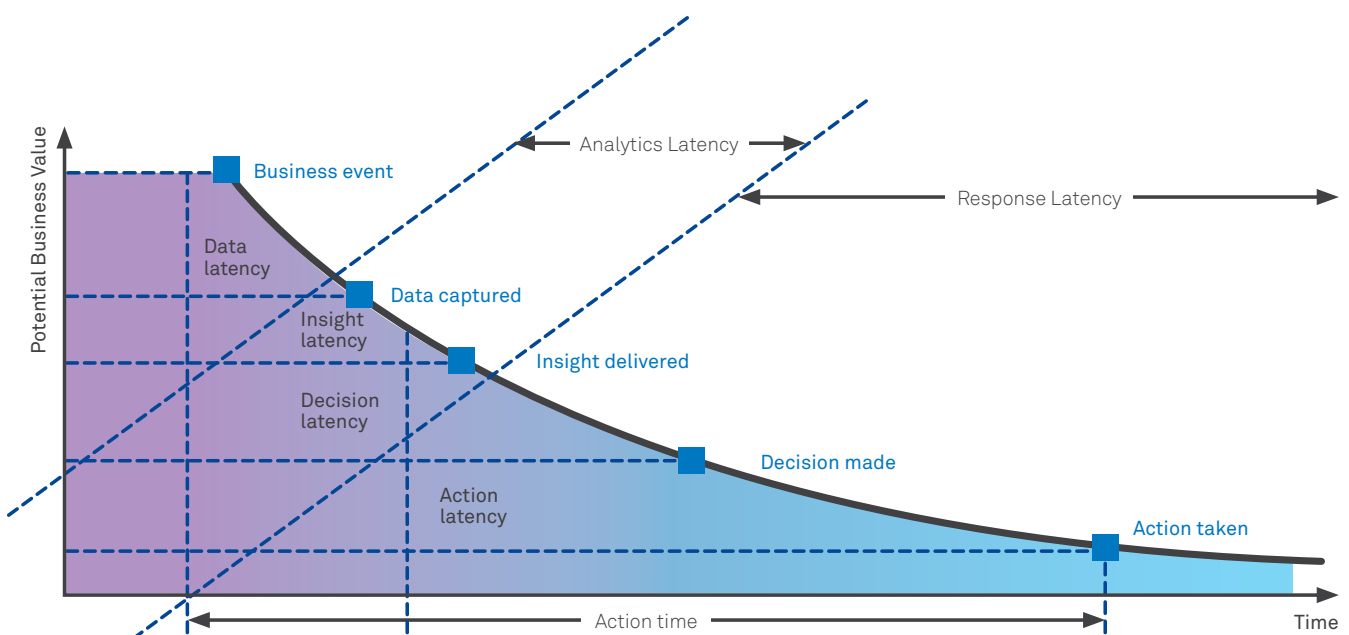 Potential Business Value
Analytics Latency
Business event
Response Latency
Data
latency
Data captured
Insight
latency
Insight delivered
Decision
latency
Decision made
Action
latency
Action taken
Action time
Time